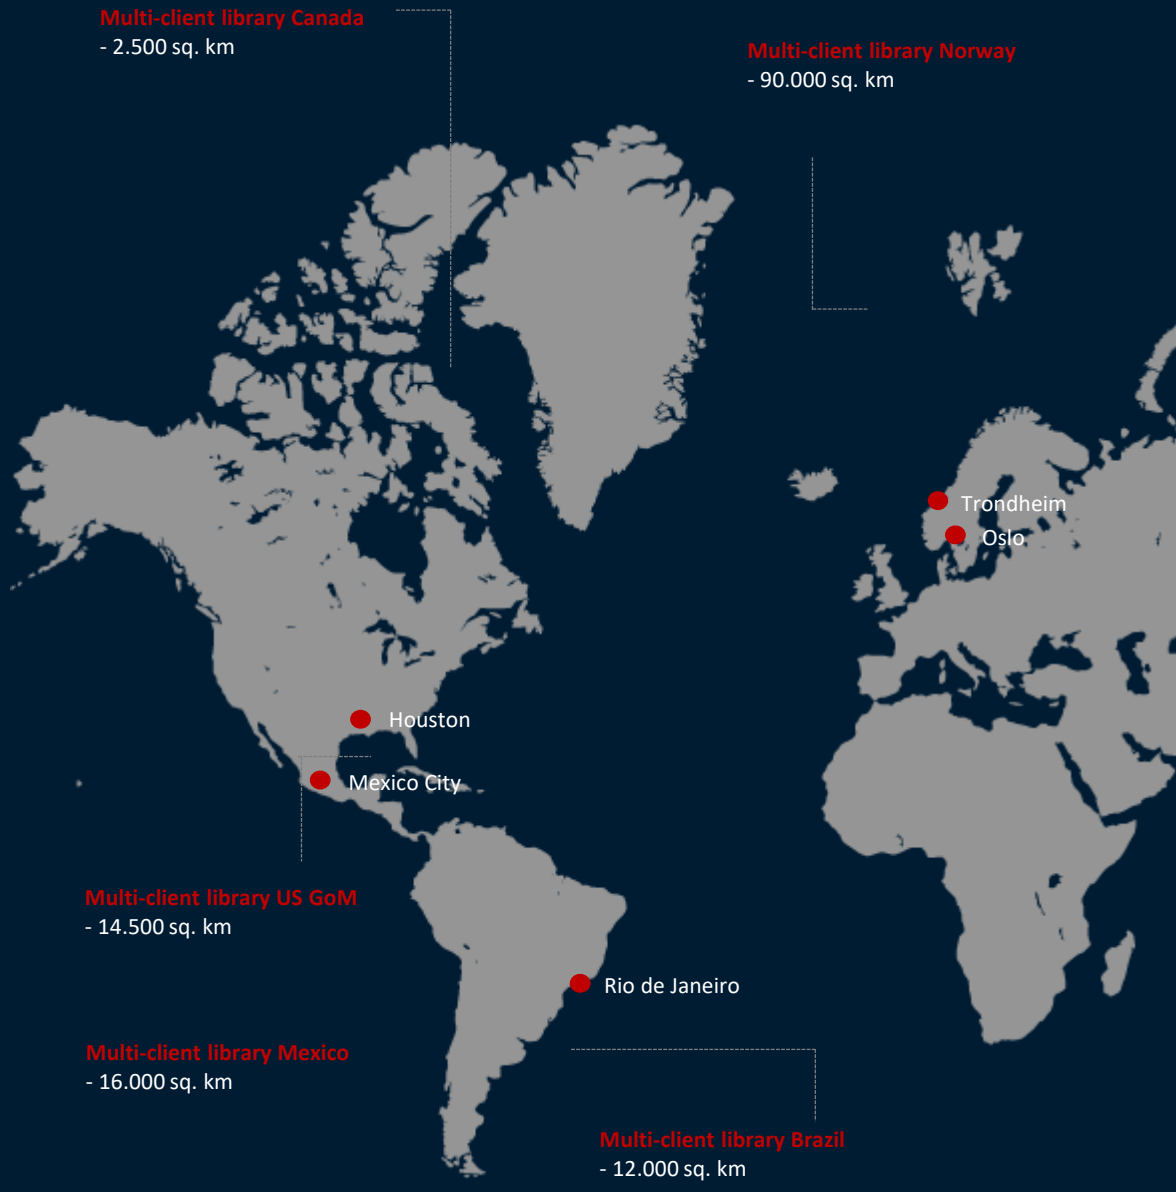 Multi-client library Canada
- 2.500 sq. km
Multi-client library Norway
- 90.000 sq. km
Trondheim
Oslo
Houston
Mexico City
Multi-client library US GoM
- 14.500 sq. km
Rio de Janeiro
Multi-client library Mexico
- 16.000 sq. km
Multi-client library Brazil
- 12.000 sq. km